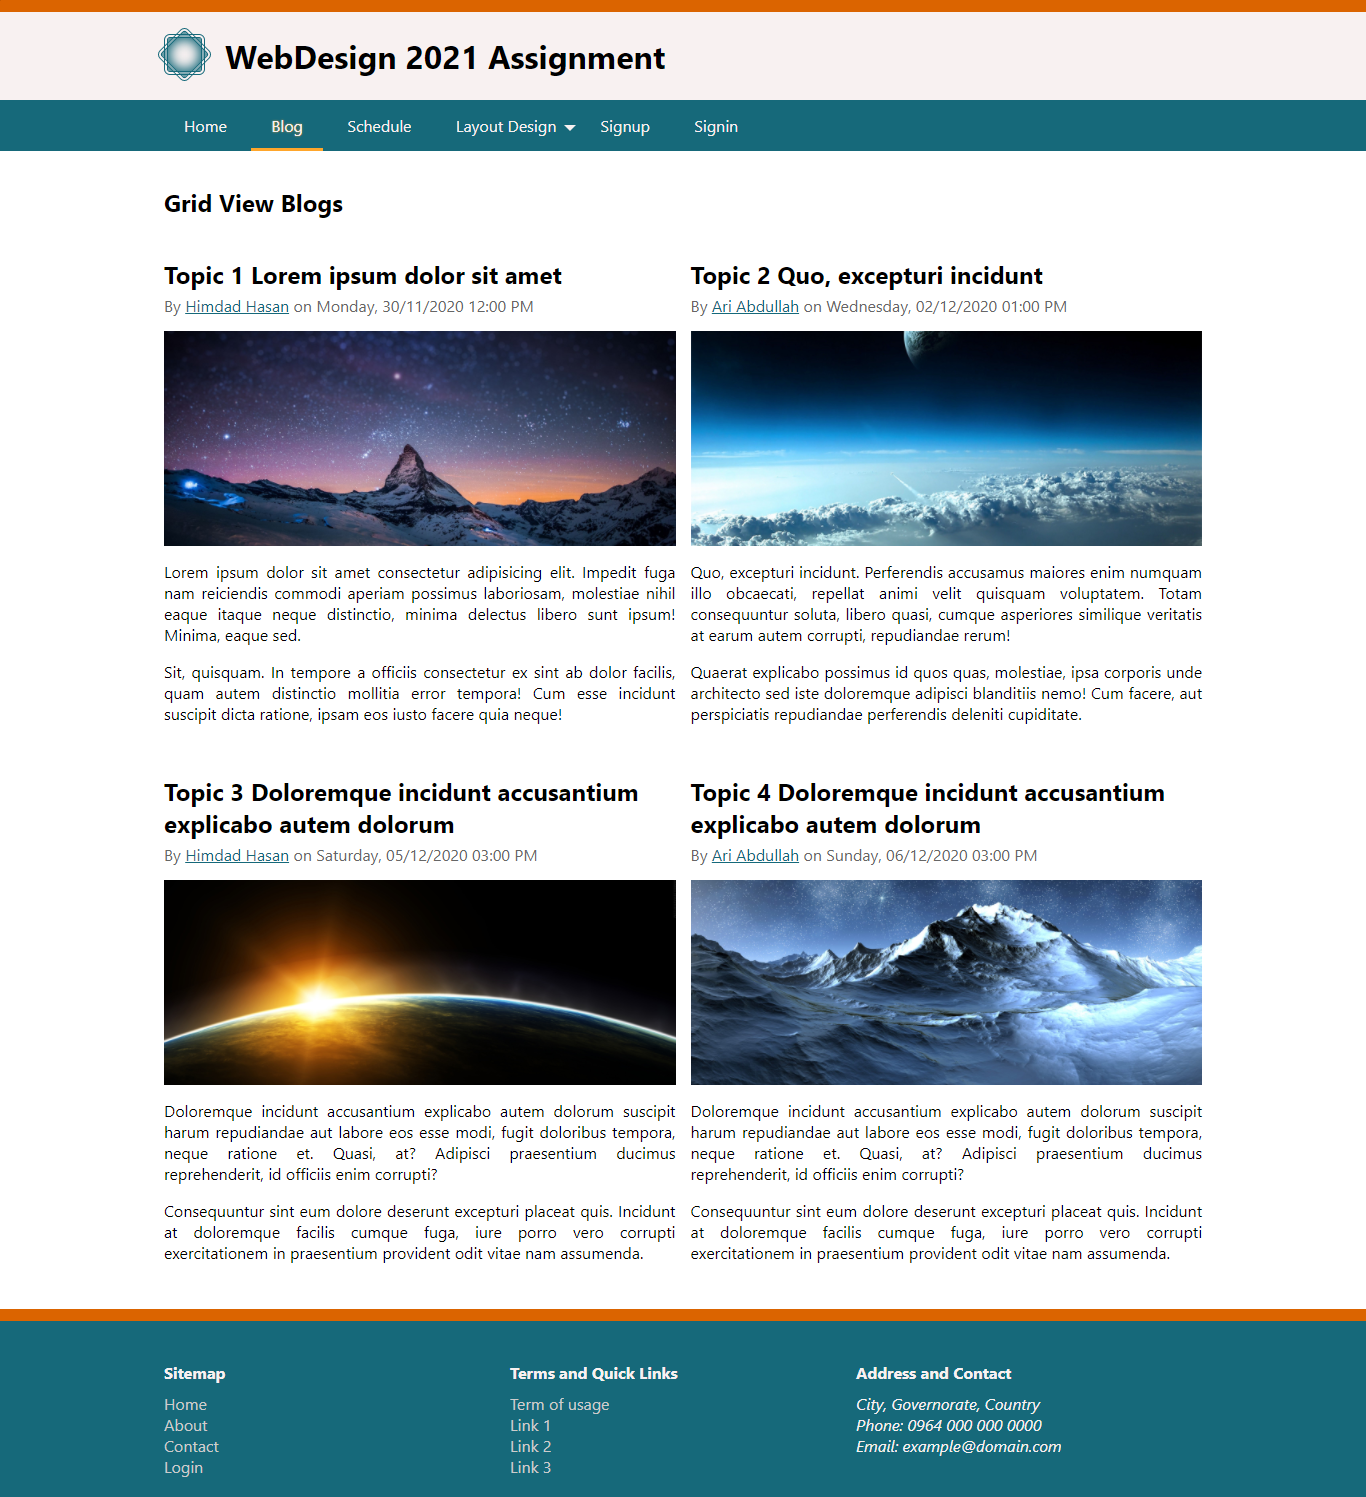 WebDesign 2021 Assignment
Home Blog Schedule Layout Design Signup Signin
Grid View Blogs
Topic 1 Lorem ipsum dolor sit amet
By Himdad Hasan on Monday, 30/11/2020 12:00 PM
Lorem ipsum dolor sit amet consectetur adipisicing elit. Impedit fuga
nam reiciendis commodi aperiam possimus laboriosam, molestiae nihil
eaque itaque neque distinctio, minima delectus libero sunt ipsum!
Minima, eaque sed.
Sit, quisquam. In tempore a officiis consectetur ex sint ab dolor facilis,
quam autem distinctio mollitia error tempora! Cum esse incidunt
suscipit dicta ratione, ipsam eos iusto facere quia neque!
Topic 2 Quo, excepturi incidunt
By Ari Abdullah on Wednesday, 02/12/2020 01:00 PM
Quo, excepturi incidunt. Perferendis accusamus maiores enim numquam
illo obcaecati, repellat animi velit quisquam voluptatem. Totam
consequuntur soluta, libero quasi, cumque asperiores similique veritatis
at earum autem corrupti, repudiandae rerum!
Quaerat explicabo possimus id quos quas, molestiae, ipsa corporis unde
architecto sed iste doloremque adipisci blanditiis nemo! Cum facere, aut
perspiciatis repudiandae perferendis deleniti cupiditate.
Topic 3 Doloremque incidunt accusantium
explicabo autem dolorum
By Himdad Hasan on Saturday, 05/12/2020 03:00 PM
Doloremque incidunt accusantium explicabo autem dolorum suscipit
harum repudiandae aut labore eos esse modi, fugit doloribus tempora,
neque ratione et. Quasi, at? Adipisci praesentium ducimus
reprehenderit, id officiis enim corrupti?
Consequuntur sint eum dolore deserunt excepturi placeat quis. Incidunt
at doloremque facilis cumque fuga, iure porro vero corrupti
exercitationem in praesentium provident odit vitae nam assumenda.
Topic 4 Doloremque incidunt accusantium
explicabo autem dolorum
By Ari Abdullah on Sunday, 06/12/2020 03:00 PM
Doloremque incidunt accusantium explicabo autem dolorum suscipit
harum repudiandae aut labore eos esse modi, fugit doloribus tempora,
neque ratione et. Quasi, at? Adipisci praesentium ducimus
reprehenderit, id officiis enim corrupti?
Consequuntur sint eum dolore deserunt excepturi placeat quis. Incidunt
at doloremque facilis cumque fuga, iure porro vero corrupti
exercitationem in praesentium provident odit vitae nam assumenda.
Sitemap
Home
About
Contact
Login
Terms and Quick Links
Term of usage
Link 1
Link 2
Link 3
Address and Contact
City, Governorate, Country
Phone: 0964 000 000 0000
Email: example@domain.com